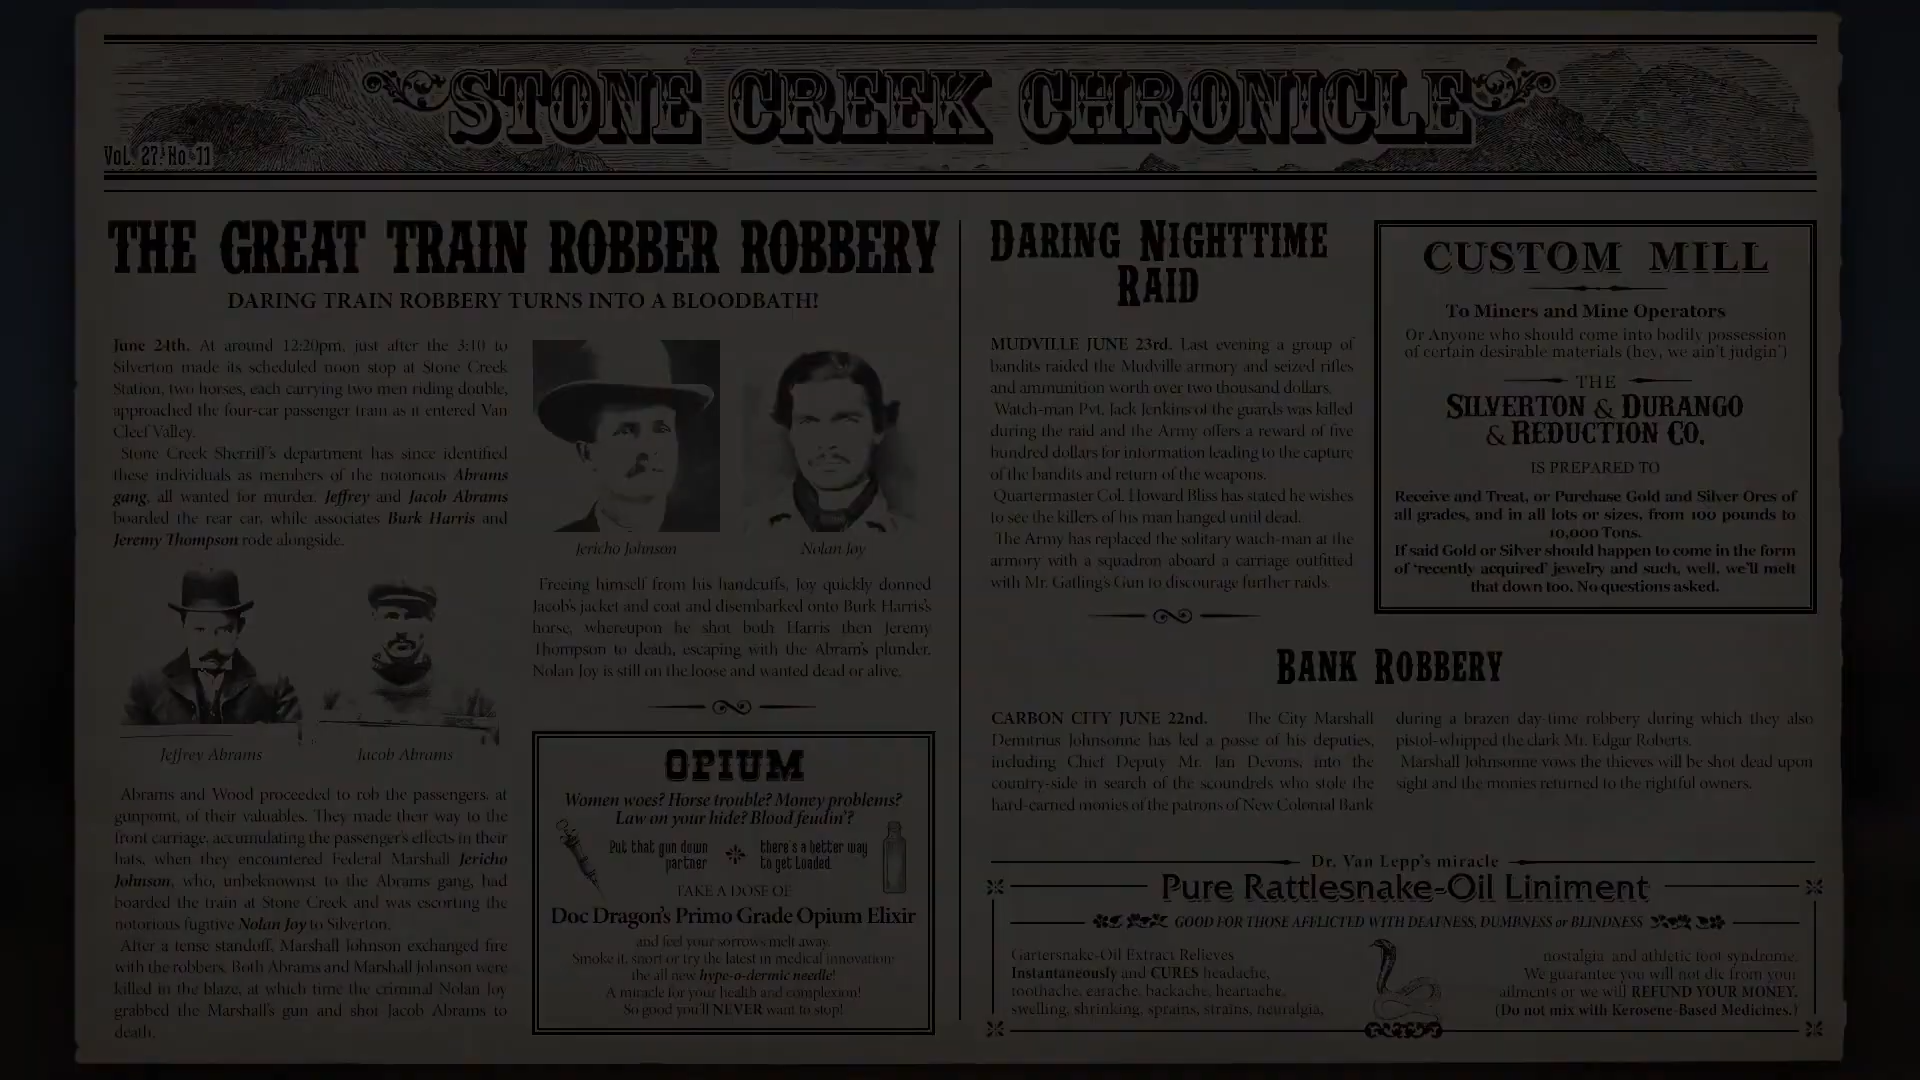 STONE CREEK CHRONICLE
Vol. 27. No. 11
THE GREAT TRAIN ROBBER ROBBERY
DARING TRAIN ROBBERY TURNS INTO A BLOODBATH!
June 24th. At around 12:20pm, just after the 3:10 to
Silverton made its scheduled noon stop at Stone Creek
Station, two horses, each carrying two men riding double,
approached the four-car passenger train as it entered Van
Cleef Valley.
Stone Creek Sherriff's department has since identified
these individuals as members of the notorious Abrams
gang, all wanted for murder. Jeffrey and Jacob Abrams
boarded the rear car, while associates Burk Harris and
Jeremy Thompson rode alongside.
Jeffrey Abrams
Jacob Abrams
Abrams and Wood proceeded to rob the passengers, at
gunpoint, of their valuables. They made their way to the
front carriage, accumulating the passenger's effects in their
hats, when they encountered Federal Marshall Jericho
Johnson, who, unbeknownst to the Abrams gang, had
boarded the train at Stone Creek and was escorting the
notorious fugitive Nolan Joy to Silverton.
After a tense standoff, Marshall Johnson exchanged fire
with the robbers. Both Abrams and Marshall Johnson were
killed in the blaze, at which time the criminal Nolan Joy
grabbed the Marshall's gun and shot Jacob Abrams to
death.
Jericho Johnson
Nolan Joy
Freeing himself from his handcuffs, Joy quickly donned
Jacob's jacket and coat and disembarked onto Burk Harris's
horse, whereupon he shot both Harris then Jeremy
Thompson to death, escaping with the Abram's plunder.
Nolan Joy is still on the loose and wanted dead or alive.
OPIUM
Women woes? Horse trouble? Money problems?
Law on your hide? Blood feudin'?
Put that gun down
partner
there's a better way
to get loaded.
TAKE A DOSE OF
Doc Dragon's Primo Grade Opium Elixir
and feel your sorrows melt away.
Smoke it, snort or try the latest in medical innovation:
the all new hype-o-dermic needle!
A miracle for your health and complexion!
So good you'll NEVER want to stop!
DARING NIGHTTIME
RAID
MUDVILLE JUNE 23rd. Last evening a group of
bandits raided the Mudville armory and seized rifles
and ammunition worth over two thousand dollars.
Watch-man Pvt. Jack Jenkins of the guards was killed
during the raid and the Army offers a reward of five
hundred dollars for information leading to the capture
of the bandits and return of the weapons.
Quartermaster Col. Howard Bliss has stated he wishes
to see the killers of his man hanged until dead.
The Army has replaced the solitary watch-man at the
armory with a squadron aboard a carriage outfitted
with Mr. Gatling's Gun to discourage further raids.
CUSTOM MILL
To Miners and Mine Operators
Or Anyone who should come into bodily possession
of certain desirable materials (hey, we ain't judgin')
THE
SILVERTON & DURANGO
& REDUCTION CO.
IS PREPARED TO
Receive and Treat, or Purchase Gold and Silver Ores of
all grades, and in all lots or sizes, from 100 pounds to
10,000 Tons.
If said Gold or Silver should happen to come in the form
of 'recently acquired' jewelry and such, well, we'll melt
that down too. No questions asked.
BANK ROBBERY
CARBON CITY JUNE 22nd. The City Marshall
Demitrius Johnsonne has led a posse of his deputies,
including Chief Deputy Mr. Ian Devons, into the
country-side in search of the scoundrels who stole the
hard-earned monies of the patrons of New Colonial Bank
during a brazen day-time robbery during which they also
pistol-whipped the clark Mr. Edgar Roberts.
Marshall Johnsonne vows the thieves will be shot dead upon
sight and the monies returned to the rightful owners.
Dr. Van Lepp's miracle
Pure Rattlesnake-Oil Liniment
GOOD FOR THOSE AFFLICTED WITH DEAFNESS, DUMBNESS or BLINDNESS
Gartersnake-Oil Extract Relieves
Instantaneously and CURES headache,
toothache, earache, backache, heartache,
swelling, shrinking, sprains, strains, neuralgia,
nostalgia and athletic foot syndrome.
We guarantee you will not die from your
ailments or we will REFUND YOUR MONEY.
(Do not mix with Kerosene-Based Medicines.)